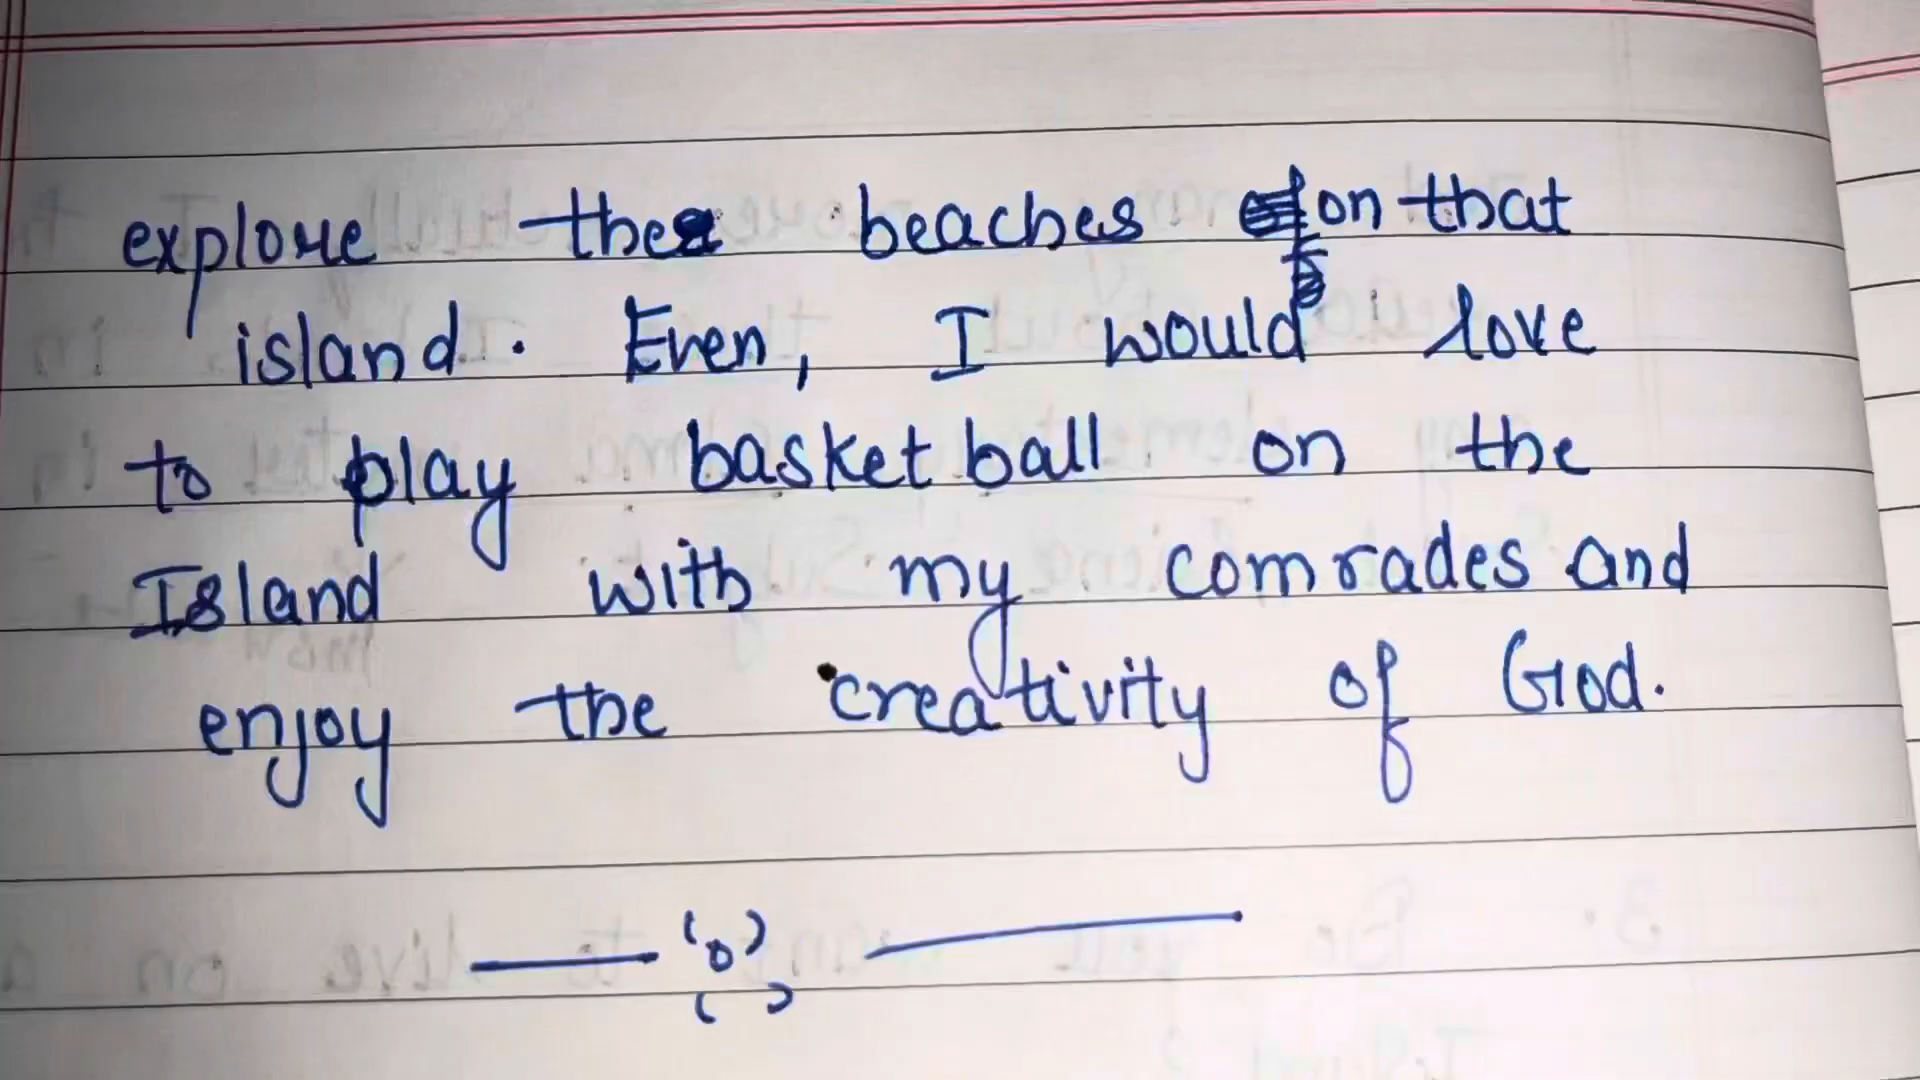 explore the beaches on that
island. Even, I would love
to play basket ball on the
Island with my comrades and
enjoy the creativity of God.